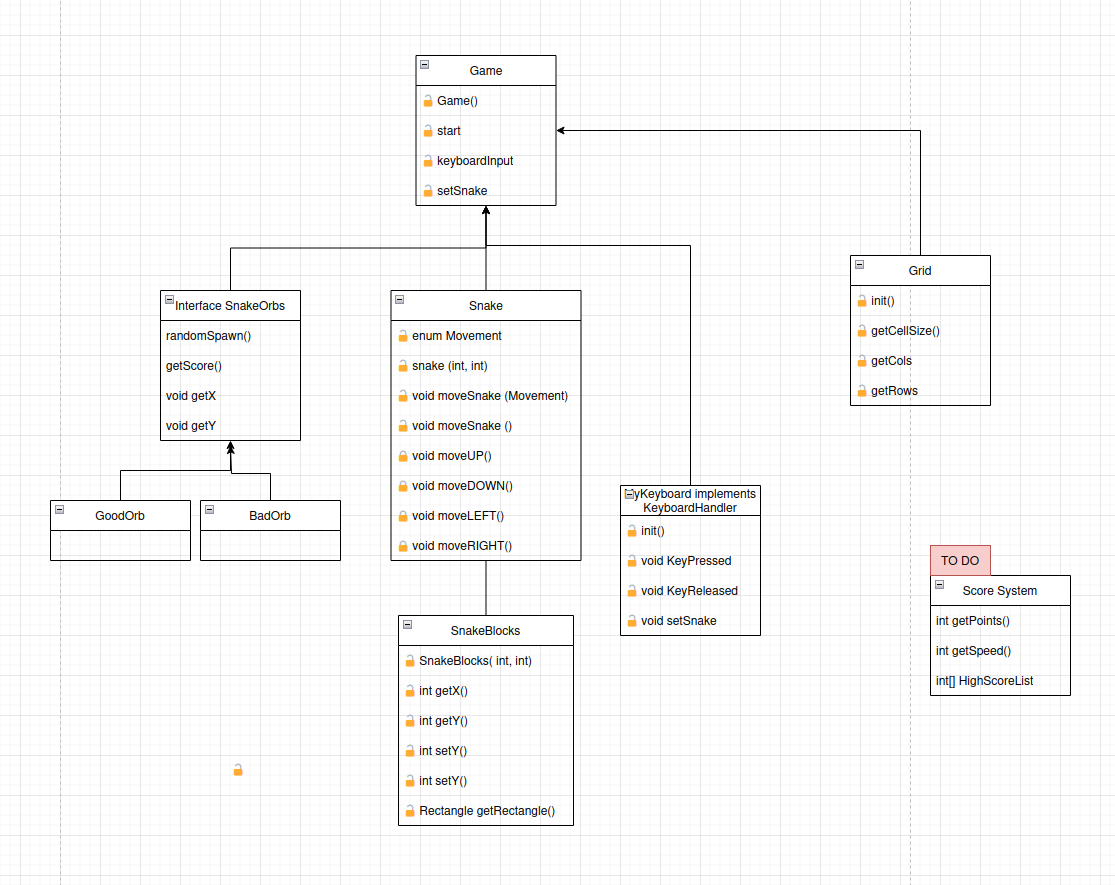 Game
Game()
start
keyboardInput
setSnake
Grid
init()
getCellSize()
getCols
getRows
Interface SnakeOrbs
randomSpawn()
getScore()
void getX
void getY
Snake
enum Movement
snake (int, int)
void moveSnake (Movement)
void moveSnake ()
void moveUP()
void moveDOWN()
void moveLEFT()
void moveRIGHT()
GoodOrb
BadOrb
yKeyboard implements
KeyboardHandler
init()
void KeyPressed
void KeyReleased
void setSnake
TO DO
Score System
int getPoints()
int getSpeed()
int[] HighScoreList
SnakeBlocks
SnakeBlocks( int, int)
int getX()
int getY()
int setY()
int setY()
Rectangle getRectangle()